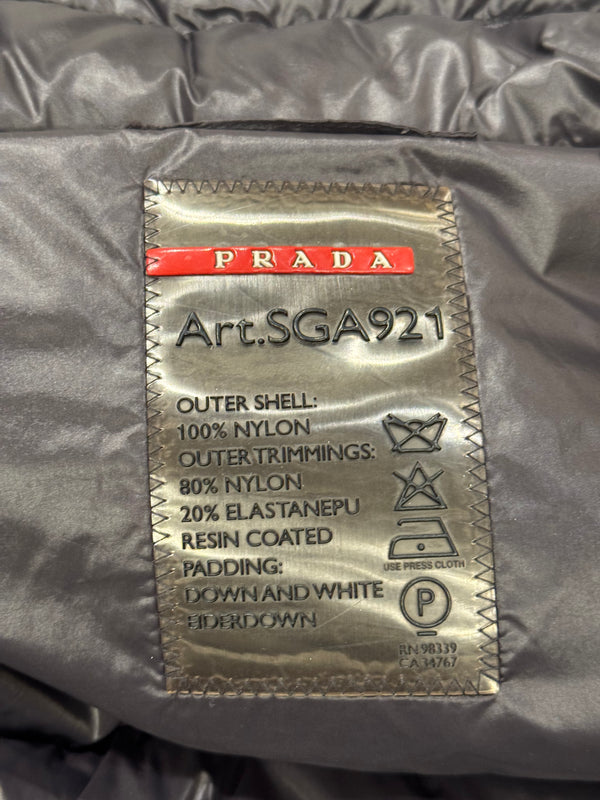 PRADA
Art.SGA921
OUTER SHELL:
100% NYLON
OUTER TRIMMINGS:
80% NYLON
20% ELASTANEPU
RESIN COATED
PADDING:
DOWN AND WHITE
EIDERDOWN
USE PRESS CLOTH
P
RN 98339
CA 34767